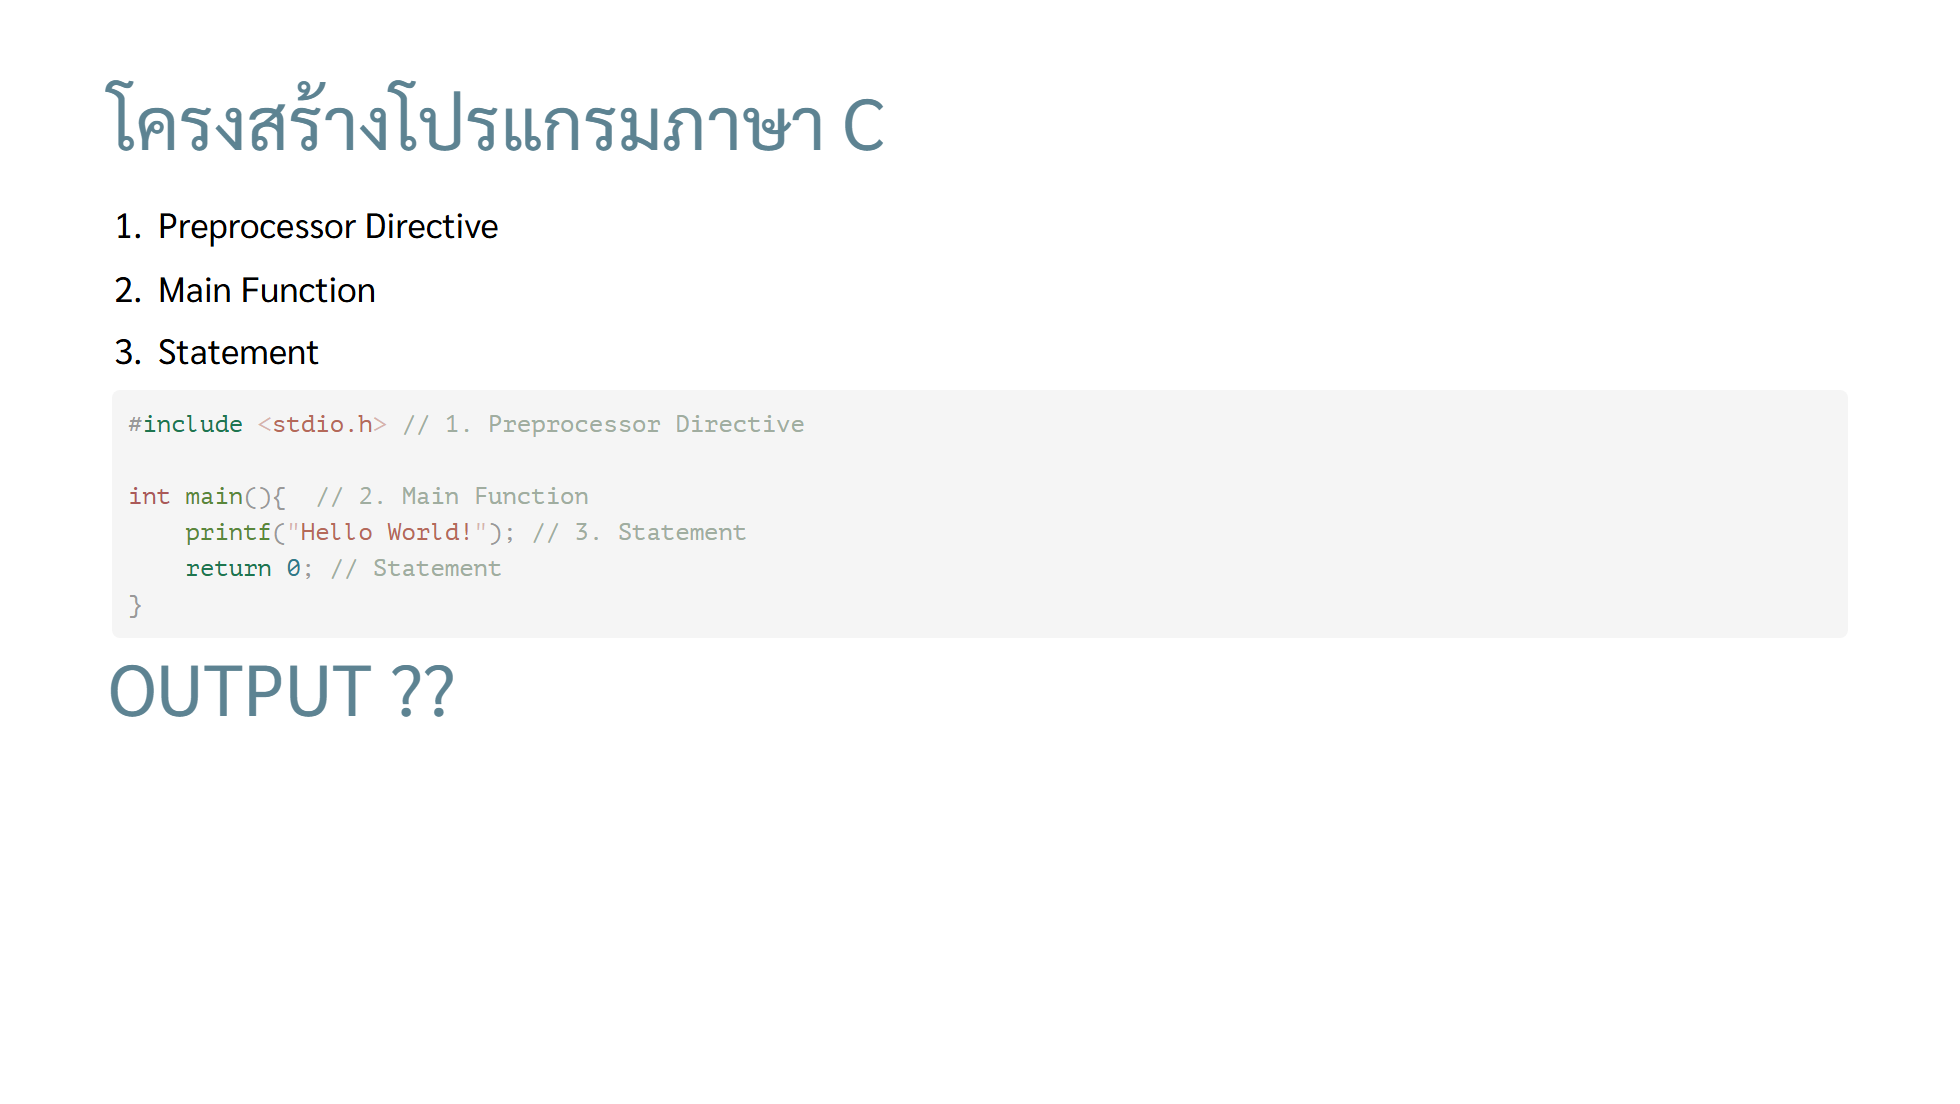 โครงสร้างโปรแกรมภาษา C
1. Preprocessor Directive
2. Main Function
3. Statement
#include <stdio.h> // 1. Preprocessor Directive
int main(){  // 2. Main Function
    printf("Hello World!"); // 3. Statement
    return 0; // Statement
}
OUTPUT ??